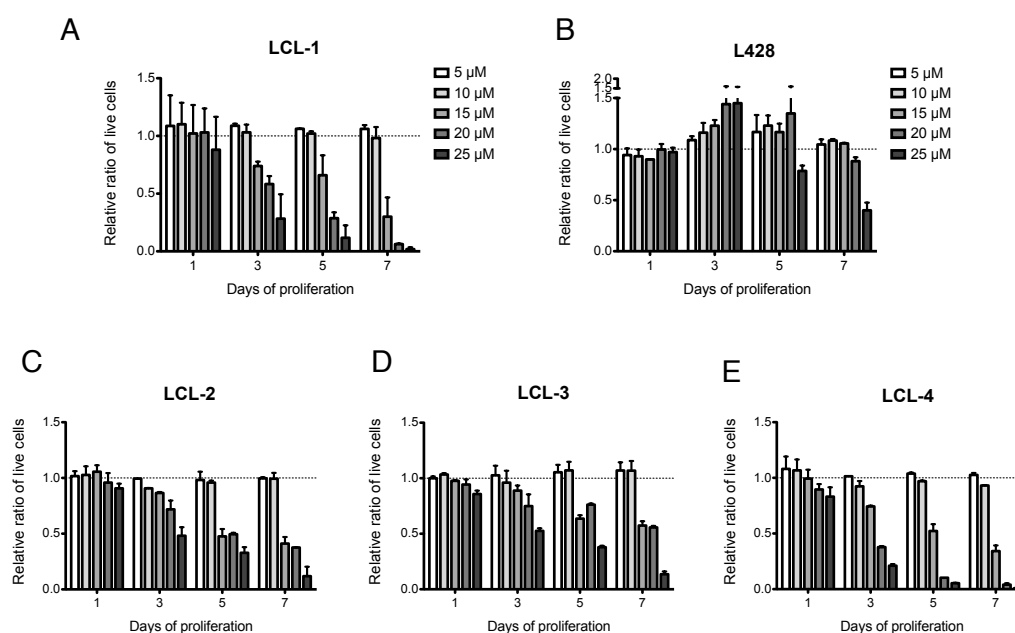 A
LCL-1
Relative ratio of live cells
1.5
1.0
0.5
0.0
1 3 5 7
Days of proliferation
5 µM
10 µM
15 µM
20 µM
25 µM
B
L428
Relative ratio of live cells
2.0
1.5
1.5
1.0
0.5
0.0
1 3 5 7
Days of proliferation
5 µM
10 µM
15 µM
20 µM
25 µM
C
LCL-2
Relative ratio of live cells
1.5
1.0
0.5
0.0
1 3 5 7
Days of proliferation
D
LCL-3
Relative ratio of live cells
1.5
1.0
0.5
0.0
1 3 5 7
Days of proliferation
E
LCL-4
Relative ratio of live cells
1.5
1.0
0.5
0.0
1 3 5 7
Days of proliferation